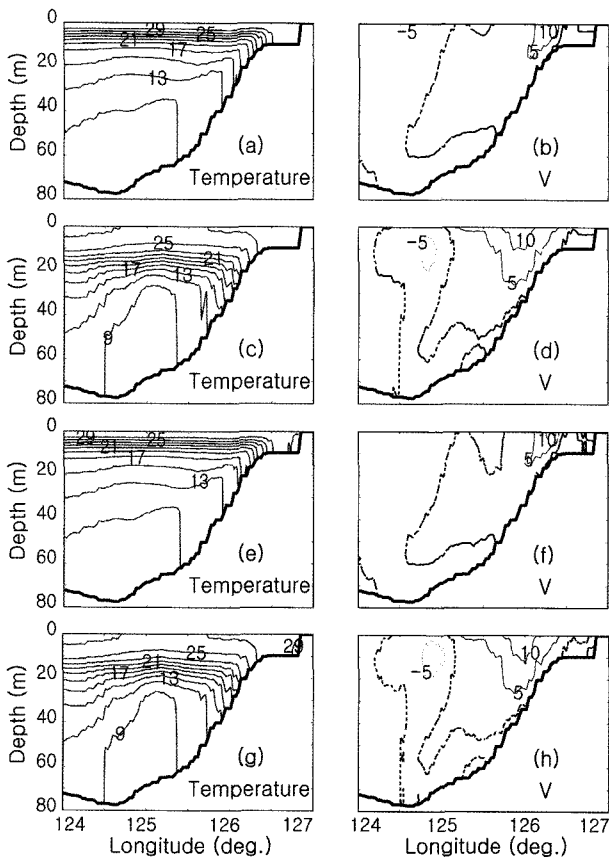 0 29 25 -5 10
20 21 17 5
Depth (m) 40 13
60 (a) (b)
80 Temperature V
0 25 -5 10
20 17 13 21 5
Depth (m) 40
60 9 (c) (d)
80 Temperature V
0 29 21 25 10
20 17 13 5
Depth (m) 40
60 (e) (f)
80 Temperature V
0 21 25 29 -5 10
20 17 13 5
Depth (m) 40
60 9 (g) (h)
80 Temperature V
124 125 126 127 124 125 126 127
Longitude (deg.) Longitude (deg.)